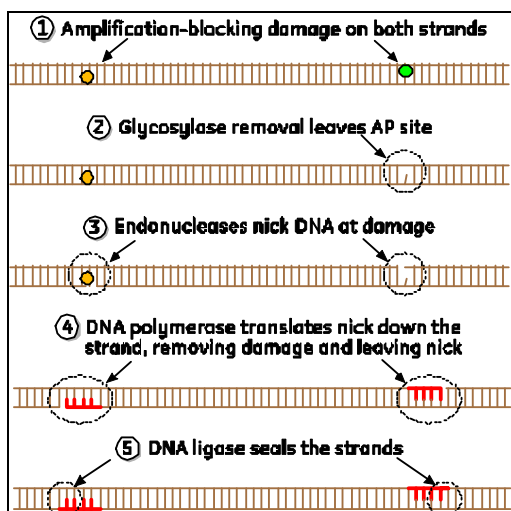 1 Amplification-blocking damage on both strands
2 Glycosylase removal leaves AP site
3 Endonucleases nick DNA at damage
4 DNA polymerase translates nick down the
strand, removing damage and leaving nick
5 DNA ligase seals the strands